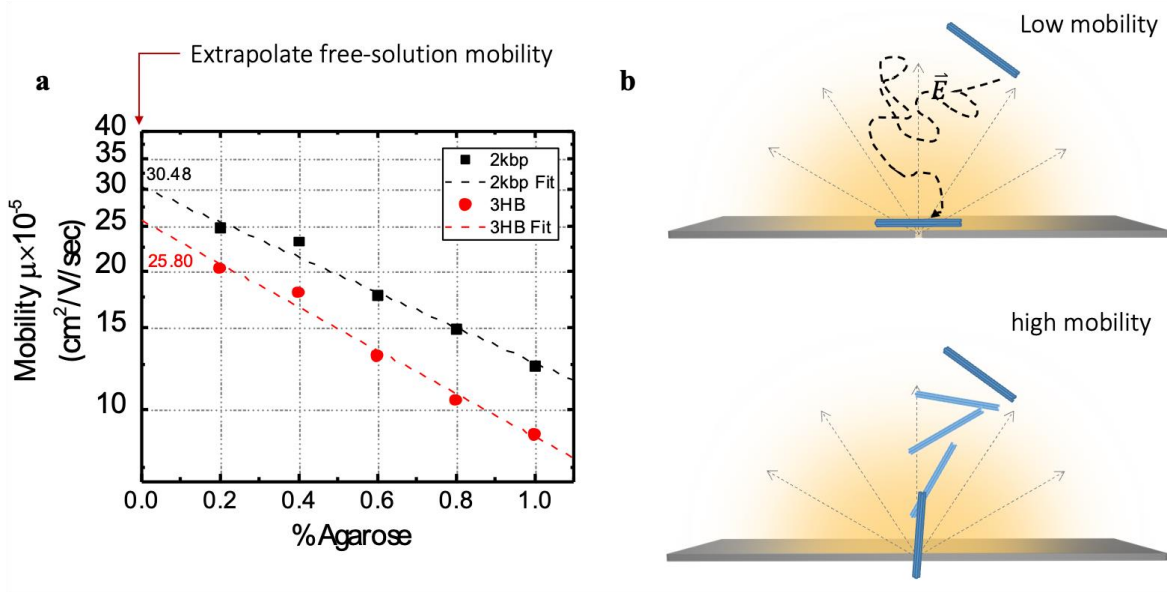 Extrapolate free-solution mobility
a
Mobility μ×10⁻⁵
(cm²/V/sec)
40
35
30
25
20
15
10
30.48
25.80
2kbp
2kbp Fit
3HB
3HB Fit
0.0 0.2 0.4 0.6 0.8 1.0
% Agarose
b
Low mobility
E⃗
high mobility